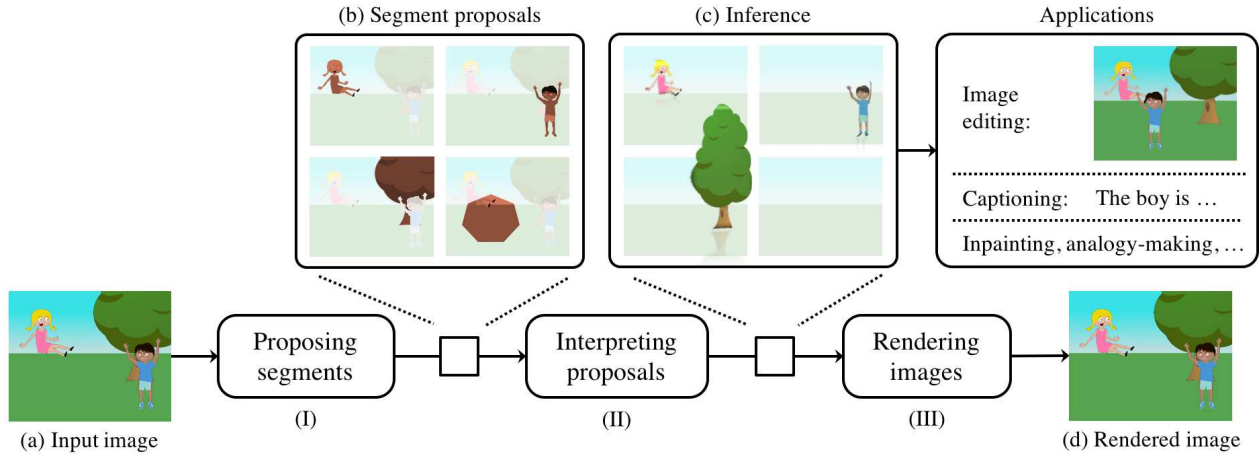 (b) Segment proposals
(c) Inference
Applications
Image
editing:
Captioning: The boy is …
Inpainting, analogy-making, …
Proposing
segments
Interpreting
proposals
Rendering
images
(I)
(II)
(III)
(a) Input image
(d) Rendered image